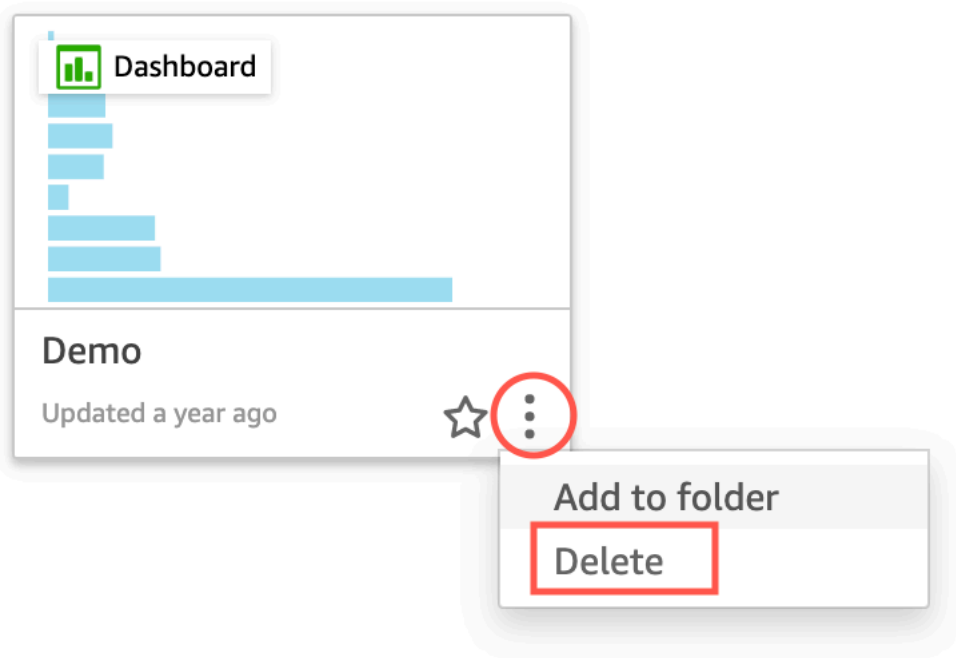 Dashboard
Demo
Updated a year ago
Add to folder
Delete